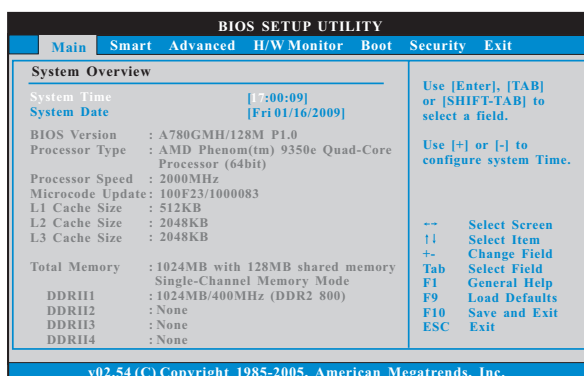 BIOS SETUP UTILITY
Main Smart Advanced H/W Monitor Boot Security Exit
System Overview
System Time [17:00:09]
System Date [Fri 01/16/2009]
BIOS Version : A780GMH/128M P1.0
Processor Type : AMD Phenom(tm) 9350e Quad-Core
Processor (64bit)
Processor Speed : 2000MHz
Microcode Update : 100F23/1000083
L1 Cache Size : 512KB
L2 Cache Size : 2048KB
L3 Cache Size : 2048KB
Total Memory : 1024MB with 128MB shared memory
Single-Channel Memory Mode
DDRII1 : 1024MB/400MHz (DDR2 800)
DDRII2 : None
DDRII3 : None
DDRII4 : None
Use [Enter], [TAB]
or [SHIFT-TAB] to
select a field.
Use [+] or [-] to
configure system Time.
←→ Select Screen
↑↓ Select Item
+- Change Field
Tab Select Field
F1 General Help
F9 Load Defaults
F10 Save and Exit
ESC Exit
v02.54 (C) Copyright 1985-2005, American Megatrends, Inc.